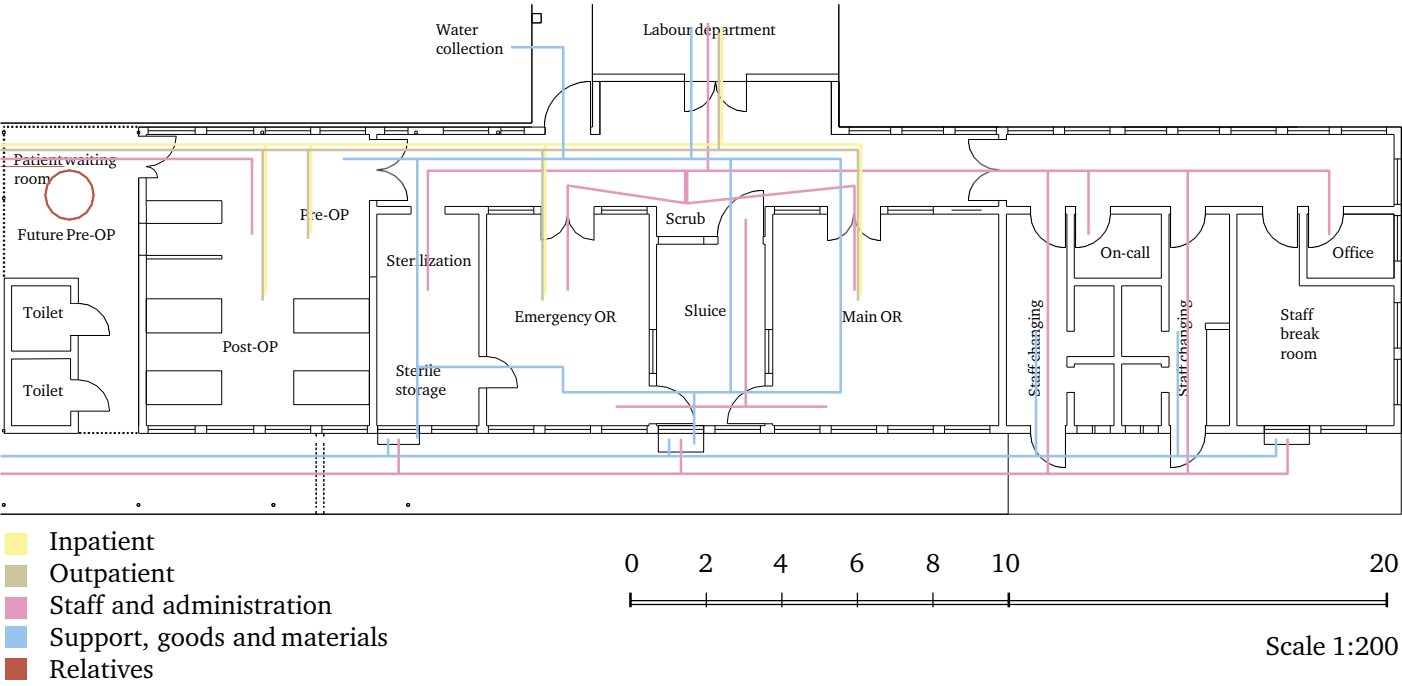 Water
collection
Labour department
Patient waiting
room
Pre-OP
Future Pre-OP
Scrub
Sterilization
On-call
Office
Toilet
Emergency OR
Sluice
Main OR
Staff changing
Staff changing
Staff
break
room
Post-OP
Sterile
storage
Toilet
Inpatient
Outpatient
Staff and administration
Support, goods and materials
Relatives
0 2 4 6 8 10 20
Scale 1:200